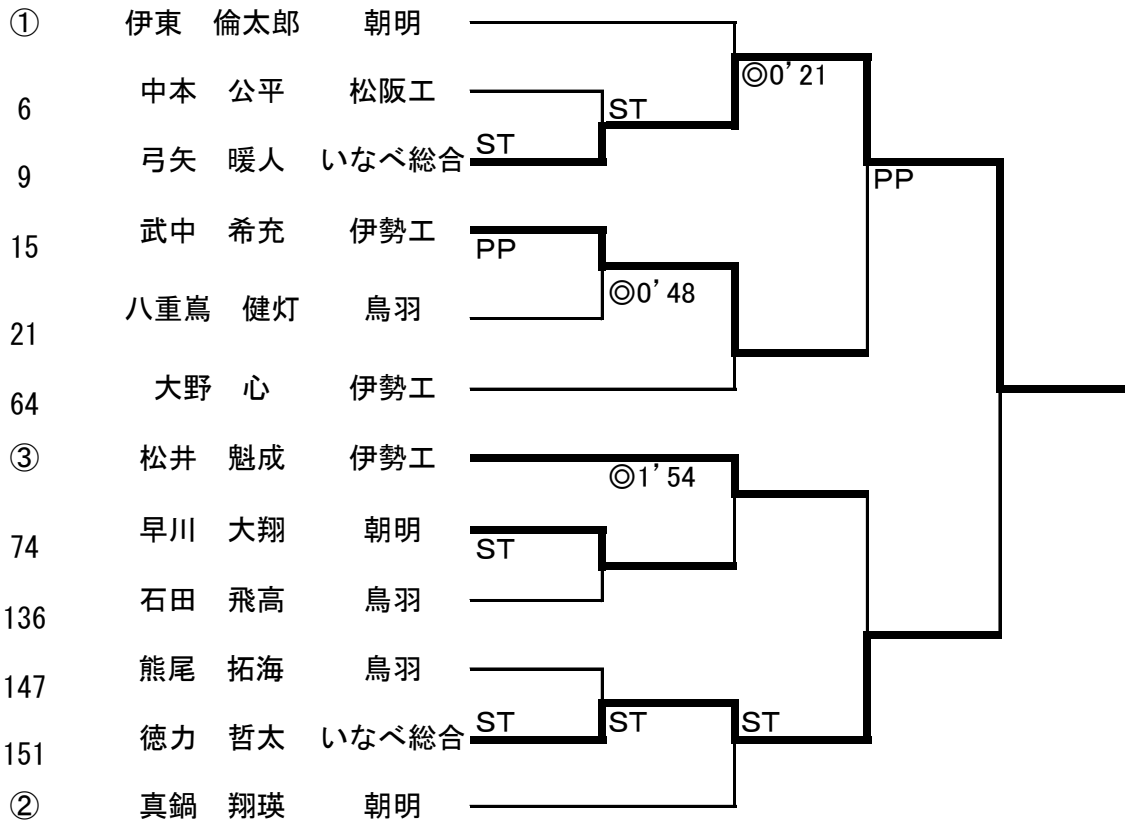 ① 伊東 倫太郎 朝明
◎0'21
6 中本 公平 松阪工
ST
ST
9 弓矢 暖人 いなべ総合
PP
15 武中 希充 伊勢工
PP
◎0'48
21 八重嶌 健灯 鳥羽
64 大野 心 伊勢工
③ 松井 魁成 伊勢工
◎1'54
74 早川 大翔 朝明
ST
136 石田 飛高 鳥羽
147 熊尾 拓海 鳥羽
ST ST ST
151 徳力 哲太 いなべ総合
② 真鍋 翔瑛 朝明